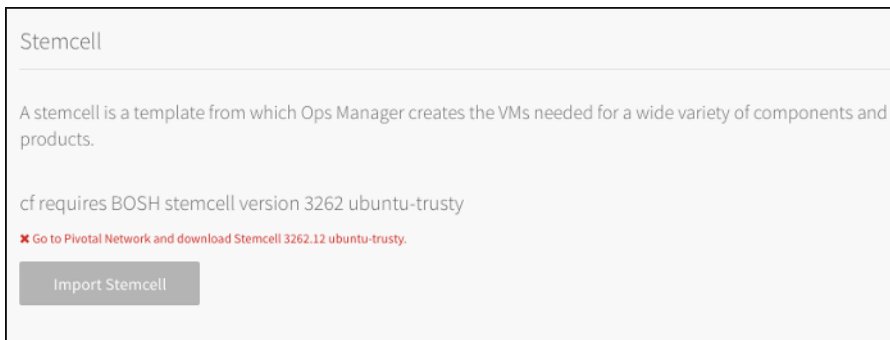 Stemcell
A stemcell is a template from which Ops Manager creates the VMs needed for a wide variety of components and
products.
cf requires BOSH stemcell version 3262 ubuntu-trusty
✖ Go to Pivotal Network and download Stemcell 3262.12 ubuntu-trusty.
Import Stemcell